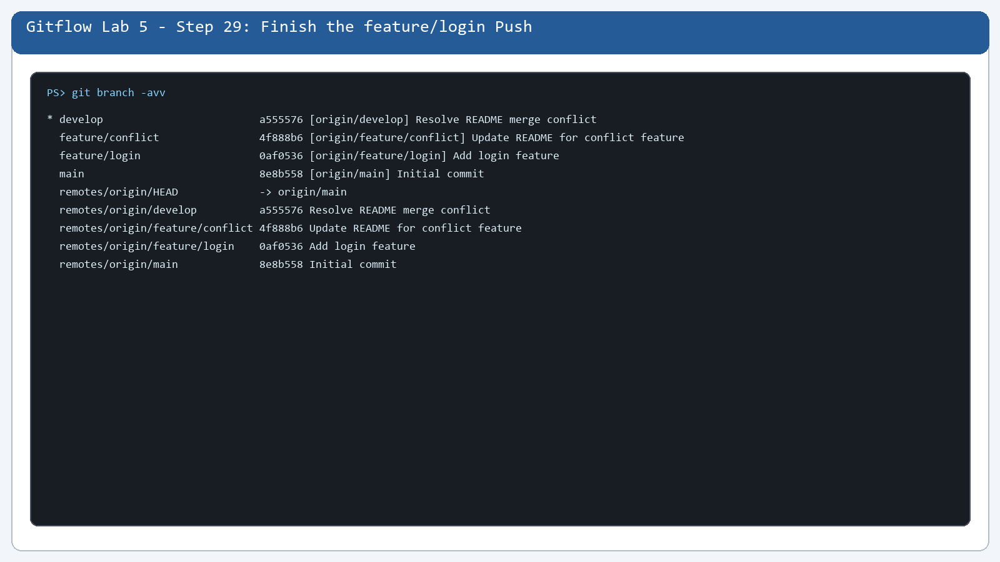 Gitflow Lab 5 - Step 29: Finish the feature/login Push
PS> git branch -avv
* develop                         a555576 [origin/develop] Resolve README merge conflict
  feature/conflict                4f888b6 [origin/feature/conflict] Update README for conflict feature
  feature/login                   0af0536 [origin/feature/login] Add login feature
  main                            8e8b558 [origin/main] Initial commit
  remotes/origin/HEAD             -> origin/main
  remotes/origin/develop          a555576 Resolve README merge conflict
  remotes/origin/feature/conflict 4f888b6 Update README for conflict feature
  remotes/origin/feature/login    0af0536 Add login feature
  remotes/origin/main             8e8b558 Initial commit